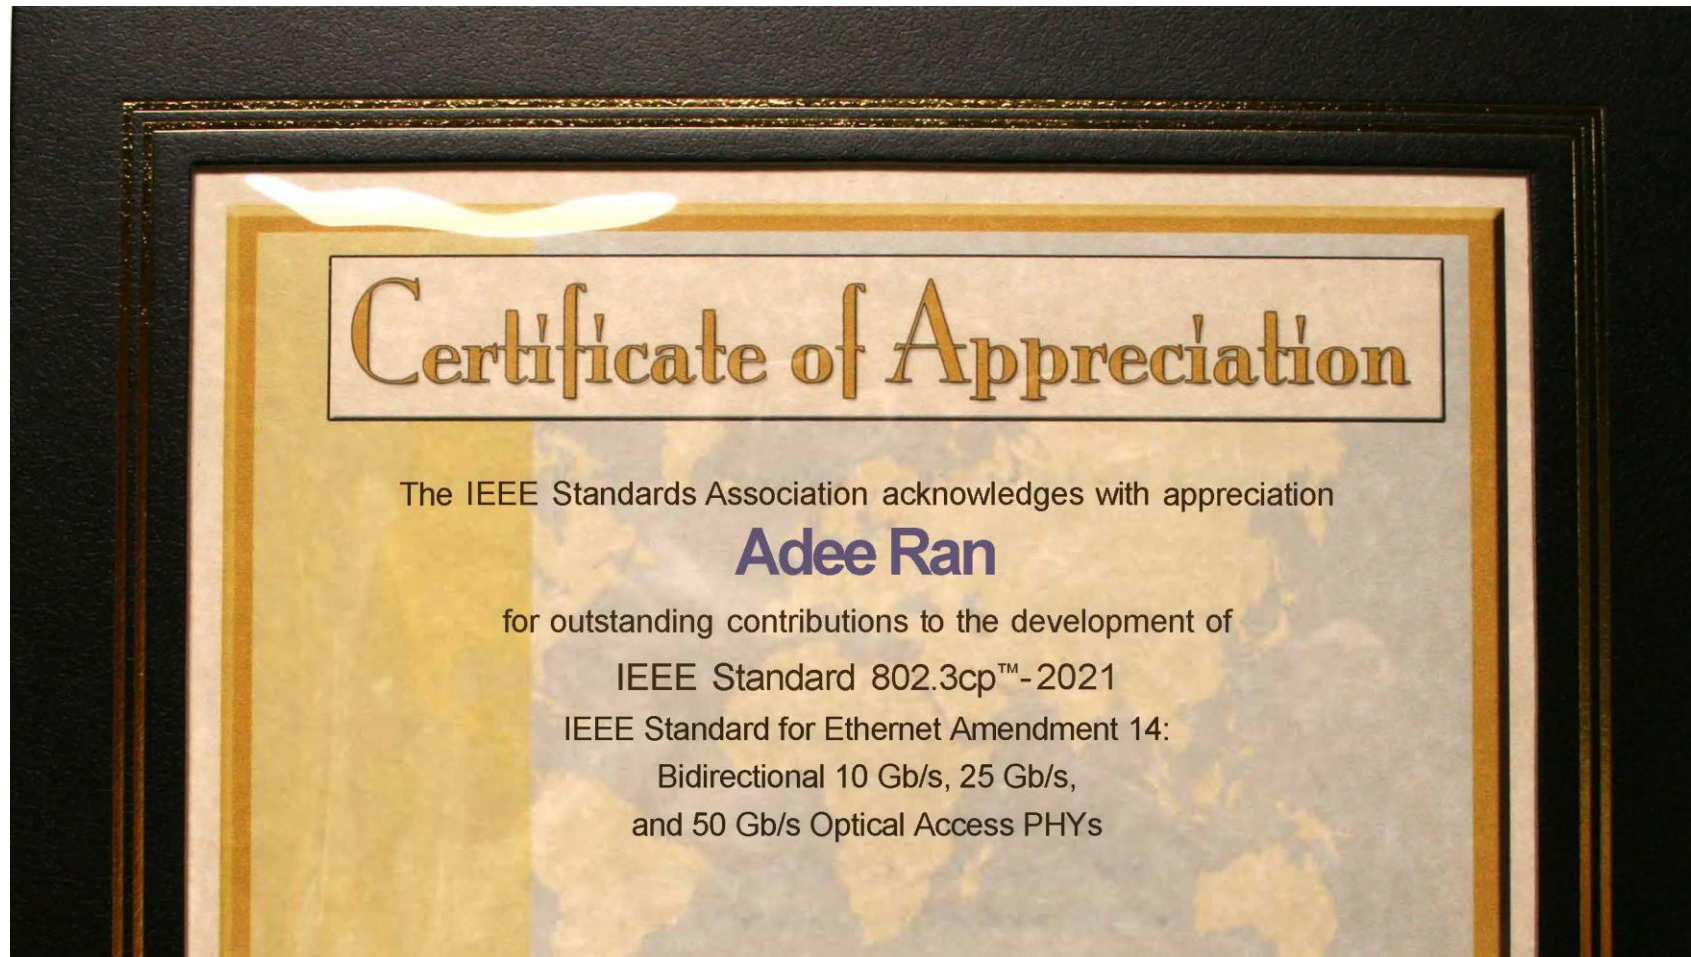 Certificate of Appreciation
The IEEE Standards Association acknowledges with appreciation
Adee Ran
for outstanding contributions to the development of
IEEE Standard 802.3cp™-2021
IEEE Standard for Ethernet Amendment 14:
Bidirectional 10 Gb/s, 25 Gb/s,
and 50 Gb/s Optical Access PHYs